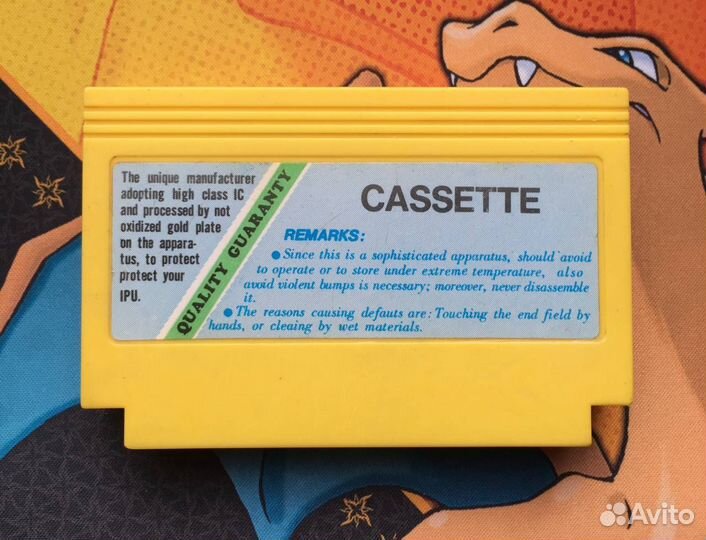 The unique manufacturer
adopting high class IC
and processed by not
oxidized gold plate
on the appara-
tus, to protect
protect your
IPU.
QUALITY GUARANTY
CASSETTE
REMARKS:
● Since this is a sophisticated apparatus, should avoid
to operate or to store under extreme temperature, also
avoid violent bumps is necessary; moreover, never disassemble
it.
● The reasons causing defauts are: Touching the end field by
hands, or cleaing by wet materials.
Avito